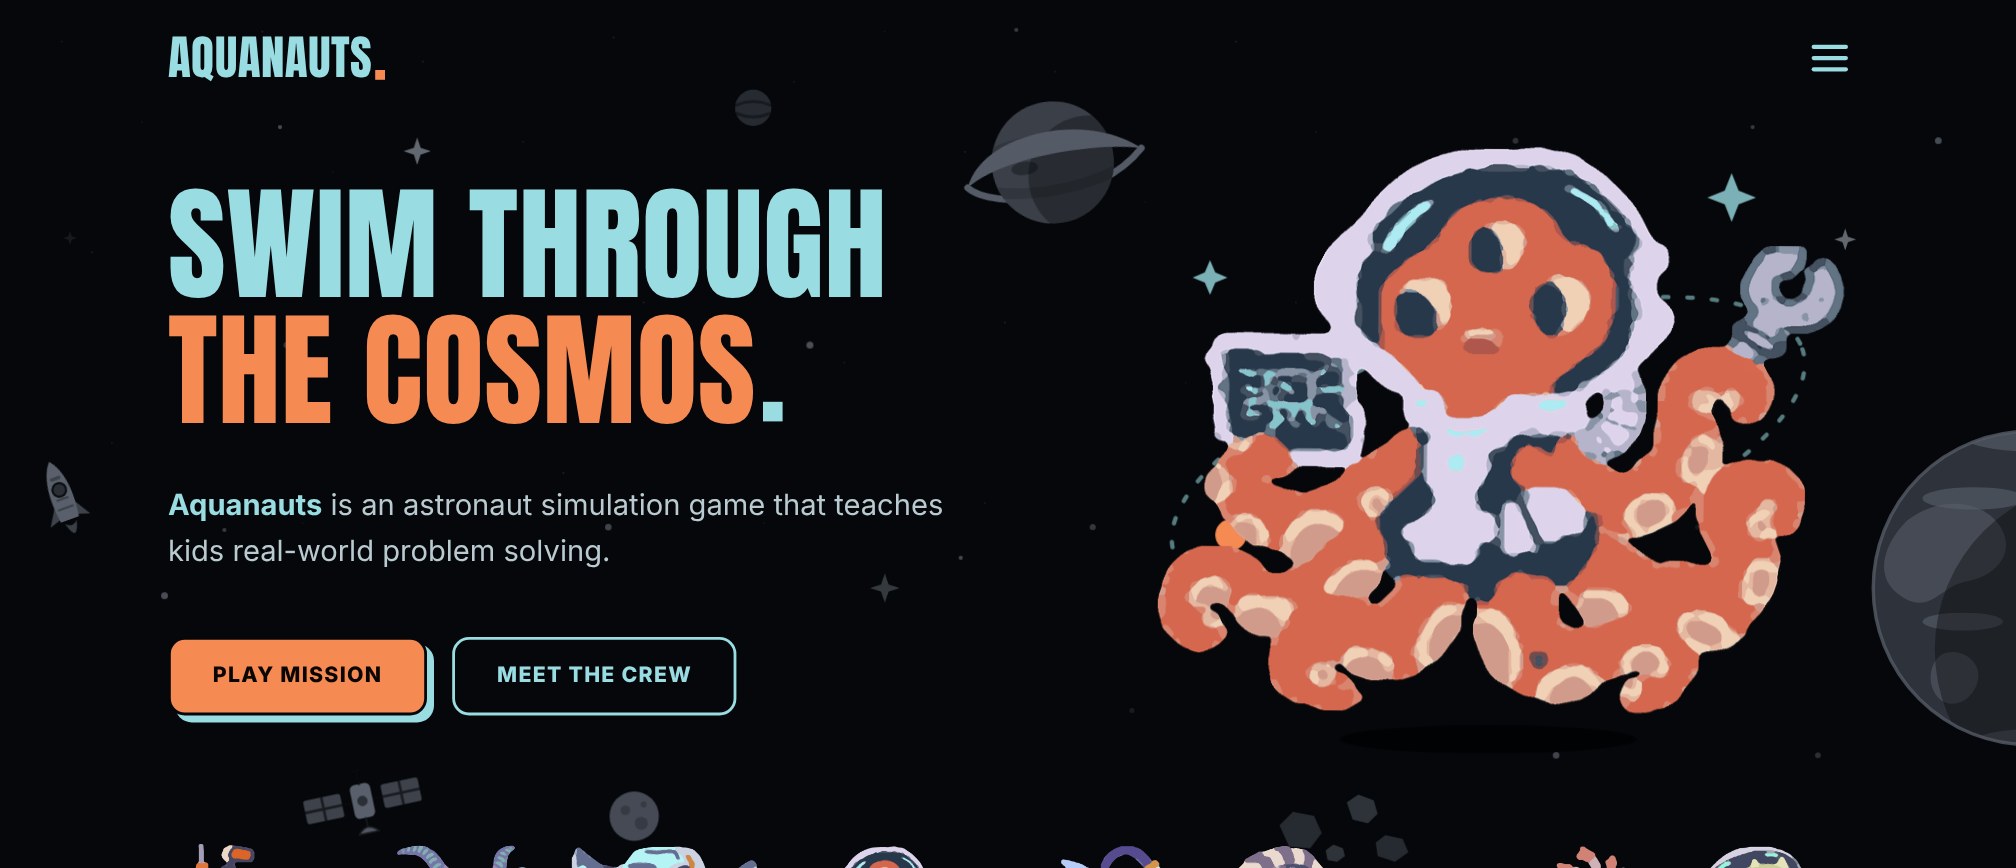 AQUANAUTS.
SWIM THROUGH
THE COSMOS.
Aquanauts is an astronaut simulation game that teaches
kids real-world problem solving.
PLAY MISSION
MEET THE CREW